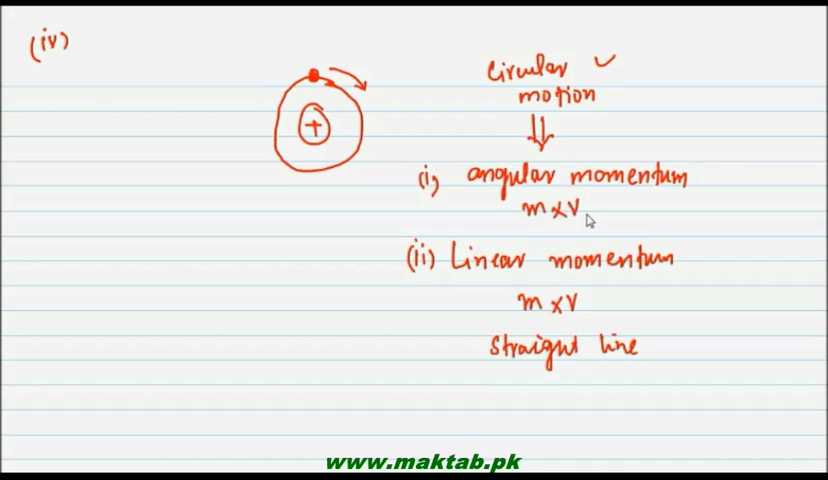 (iv)
Circular ✓
motion
⇓
(i) angular momentum
m×v
(ii) Linear momentum
m×v
Straight line
+
www.maktab.pk